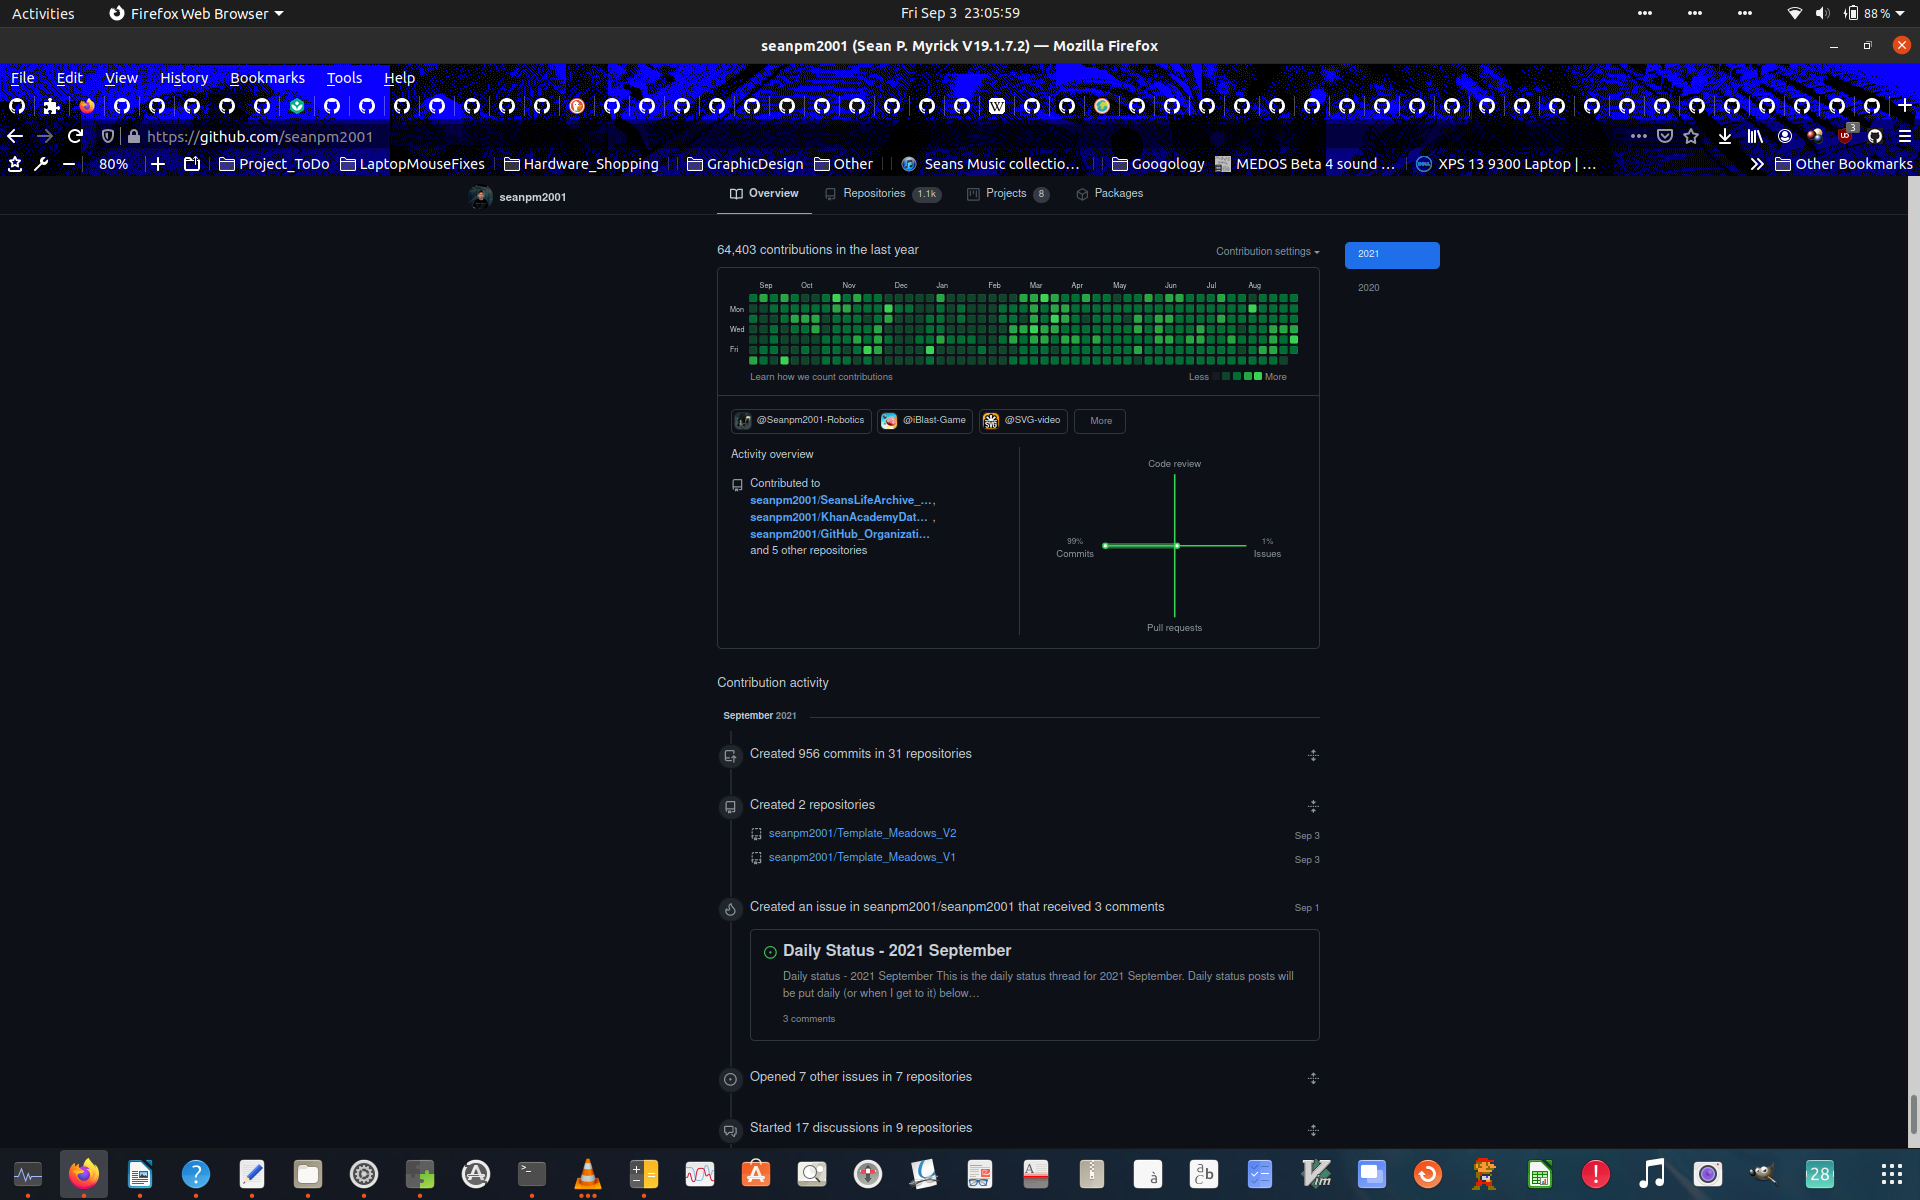 Activities Firefox Web Browser Fri Sep 3 23:05:59 88 %
seanpm2001 (Sean P. Myrick V19.1.7.2) — Mozilla Firefox
File Edit View History Bookmarks Tools Help
https://github.com/seanpm2001 3
80% Project_ToDo LaptopMouseFixes Hardware_Shopping GraphicDesign Other Seans Music collectio… Googology MEDOS Beta 4 sound … XPS 13 9300 Laptop | … Other Bookmarks
seanpm2001 Overview Repositories 1.1k Projects 8 Packages
64,403 contributions in the last year Contribution settings 2021
2020
Sep Oct Nov Dec Jan Feb Mar Apr May Jun Jul Aug
Mon
Wed
Fri
Learn how we count contributions Less More
@Seanpm2001-Robotics @iBlast-Game @SVG-video More
Activity overview
Contributed to
seanpm2001/SeansLifeArchive_…,
seanpm2001/KhanAcademyDat… ,
seanpm2001/GitHub_Organizati…
and 5 other repositories
Code review
99%
Commits
1%
Issues
Pull requests
Contribution activity
September 2021
Created 956 commits in 31 repositories
Created 2 repositories
seanpm2001/Template_Meadows_V2 Sep 3
seanpm2001/Template_Meadows_V1 Sep 3
Created an issue in seanpm2001/seanpm2001 that received 3 comments Sep 1
Daily Status - 2021 September
Daily status - 2021 September This is the daily status thread for 2021 September. Daily status posts will
be put daily (or when I get to it) below…
3 comments
Opened 7 other issues in 7 repositories
Started 17 discussions in 9 repositories
28